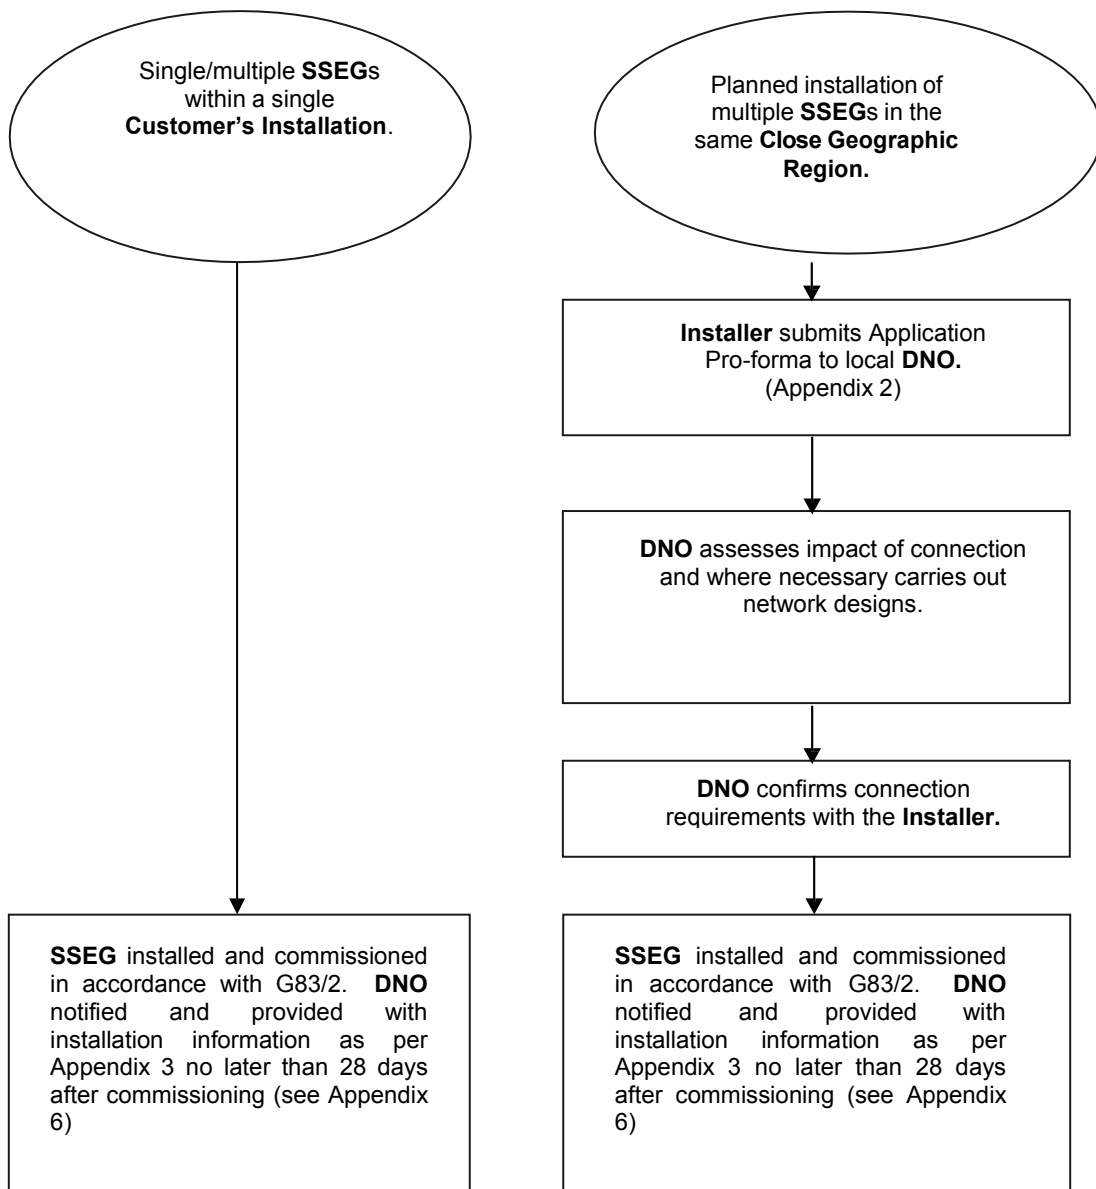 Single/multiple SSEGs
within a single
Customer's Installation.
Planned installation of
multiple SSEGs in the
same Close Geographic
Region.
Installer submits Application
Pro-forma to local DNO.
(Appendix 2)
DNO assesses impact of connection
and where necessary carries out
network designs.
DNO confirms connection
requirements with the Installer.
SSEG installed and commissioned
in accordance with G83/2. DNO
notified and provided with
installation information as per
Appendix 3 no later than 28 days
after commissioning (see Appendix
6)
SSEG installed and commissioned
in accordance with G83/2. DNO
notified and provided with
installation information as per
Appendix 3 no later than 28 days
after commissioning (see Appendix
6)